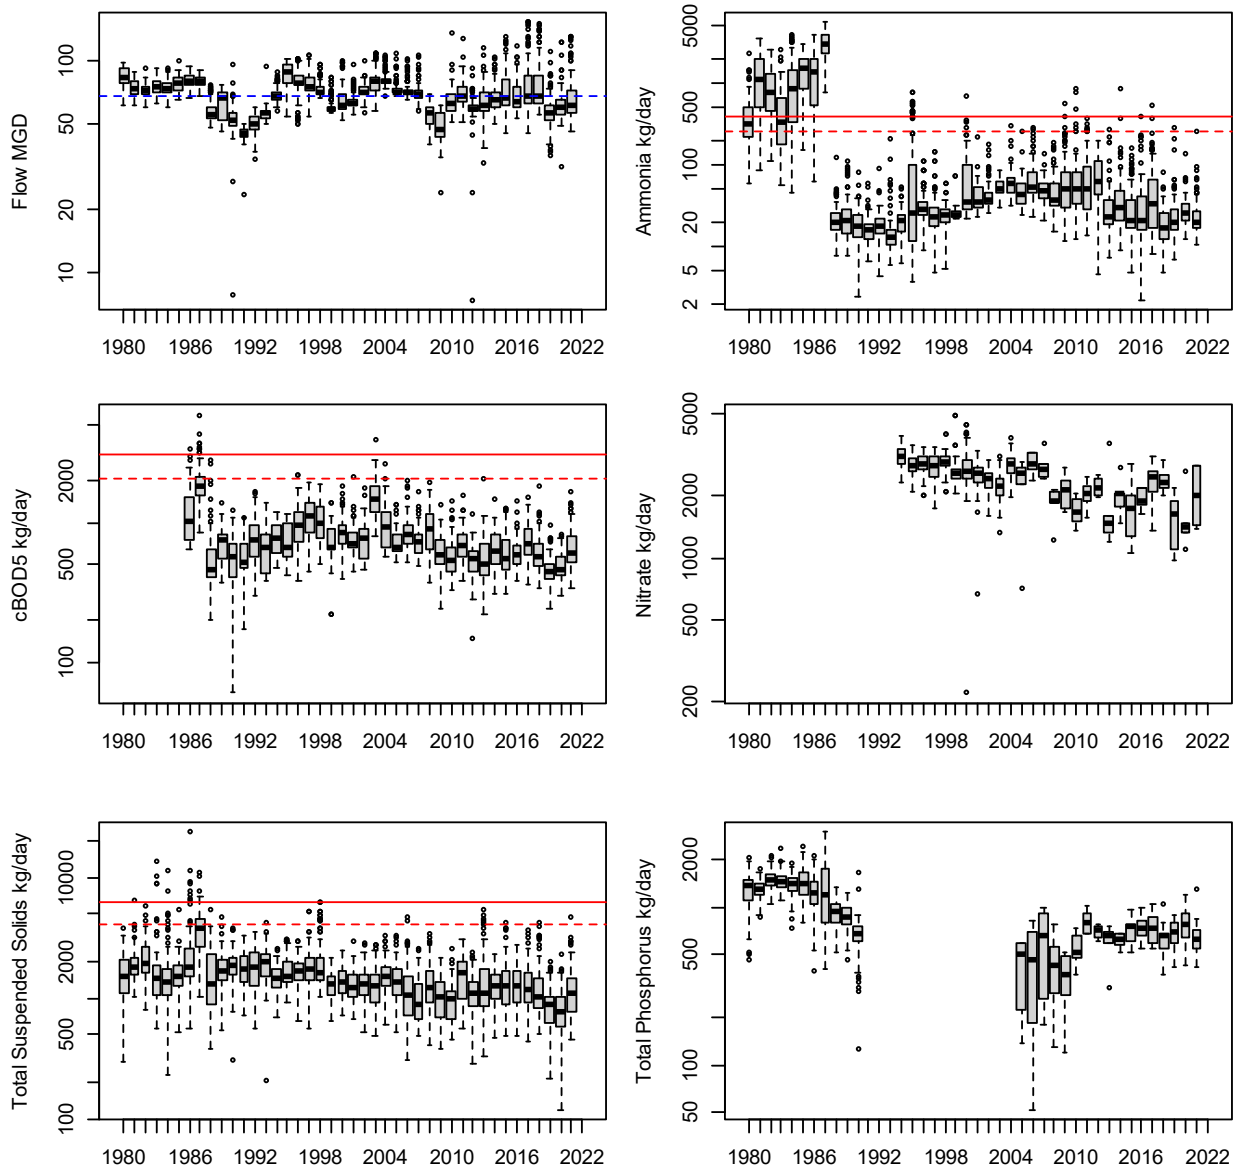 Flow MGD
100
50
20
10
1980 1986 1992 1998 2004 2010 2016 2022
Ammonia kg/day
5000
500
100
20
5
2
1980 1986 1992 1998 2004 2010 2016 2022
cBOD5 kg/day
2000
500
100
1980 1986 1992 1998 2004 2010 2016 2022
Nitrate kg/day
5000
2000
1000
500
200
1980 1986 1992 1998 2004 2010 2016 2022
Total Suspended Solids kg/day
10000
2000
500
100
1980 1986 1992 1998 2004 2010 2016 2022
Total Phosphorus kg/day
2000
500
100
50
1980 1986 1992 1998 2004 2010 2016 2022